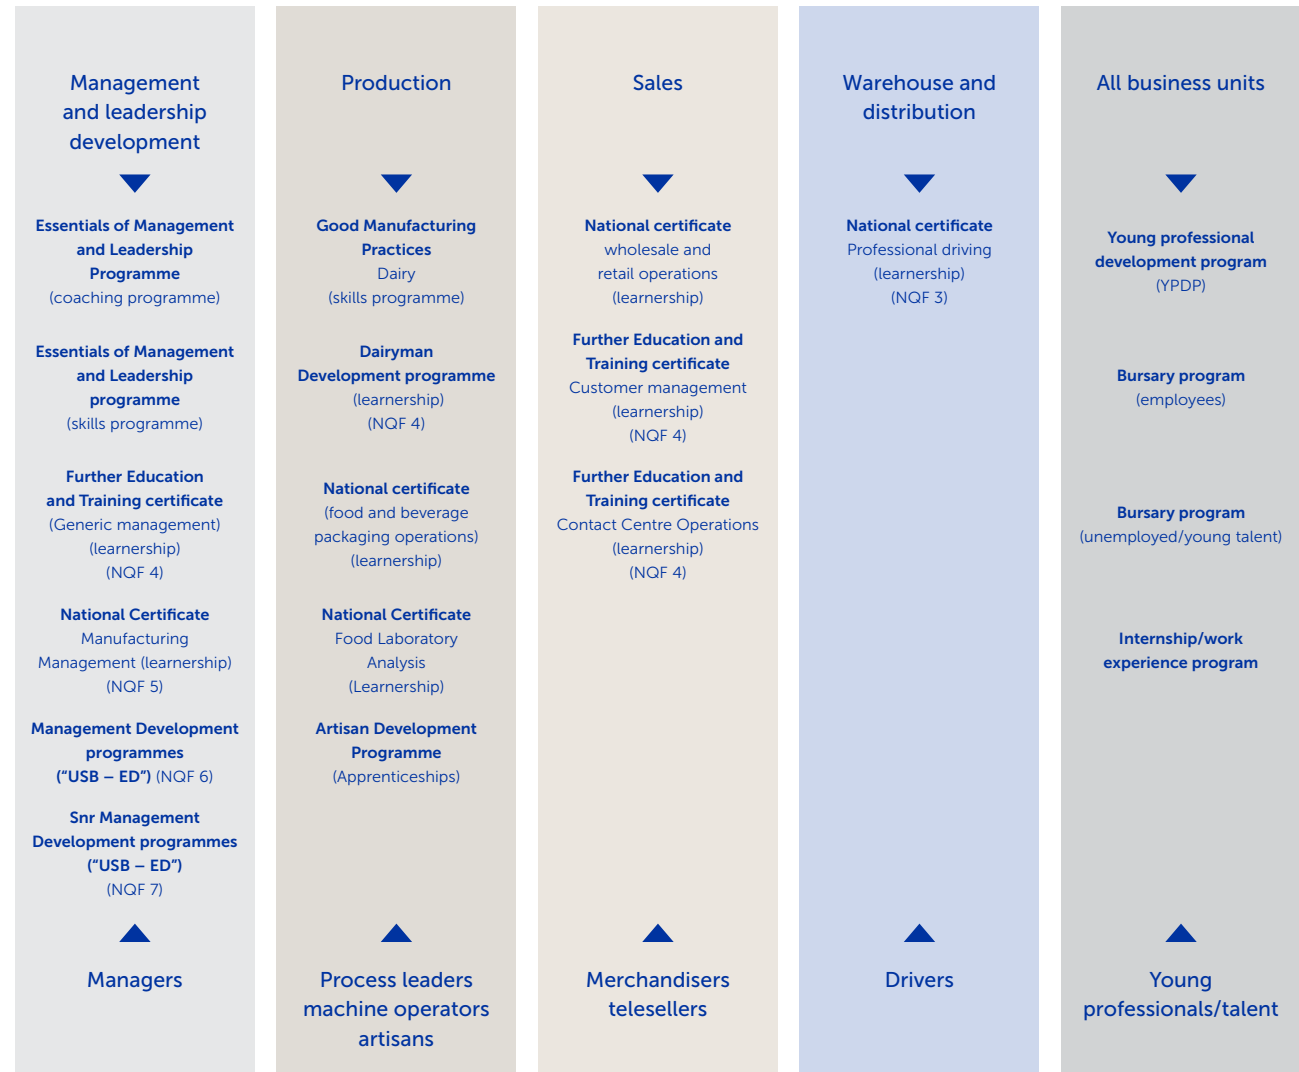 Management
and leadership
development
Essentials of Management
and Leadership
Programme
(coaching programme)
Essentials of Management
and Leadership
programme
(skills programme)
Further Education
and Training certificate
(Generic management)
(learnership)
(NQF 4)
National Certificate
Manufacturing
Management (learnership)
(NQF 5)
Management Development
programmes
(“USB – ED”) (NQF 6)
Snr Management
Development programmes
(“USB – ED”)
(NQF 7)
Managers
Production
Good Manufacturing
Practices
Dairy
(skills programme)
Dairyman
Development programme
(learnership)
(NQF 4)
National certificate
(food and beverage
packaging operations)
(learnership)
National Certificate
Food Laboratory
Analysis
(Learnership)
Artisan Development
Programme
(Apprenticeships)
Process leaders
machine operators
artisans
Sales
National certificate
wholesale and
retail operations
(learnership)
Further Education and
Training certificate
Customer management
(learnership)
(NQF 4)
Further Education and
Training certificate
Contact Centre Operations
(learnership)
(NQF 4)
Merchandisers
telesellers
Warehouse and
distribution
National certificate
Professional driving
(learnership)
(NQF 3)
Drivers
All business units
Young professional
development program
(YPDP)
Bursary program
(employees)
Bursary program
(unemployed/young talent)
Internship/work
experience program
Young
professionals/talent